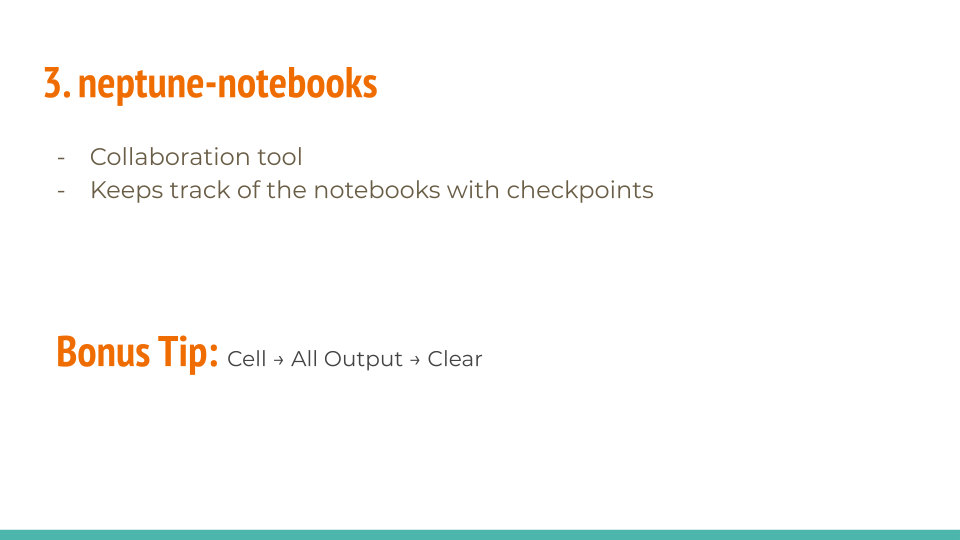 3. neptune-notebooks
- Collaboration tool
- Keeps track of the notebooks with checkpoints
Bonus Tip: Cell → All Output → Clear